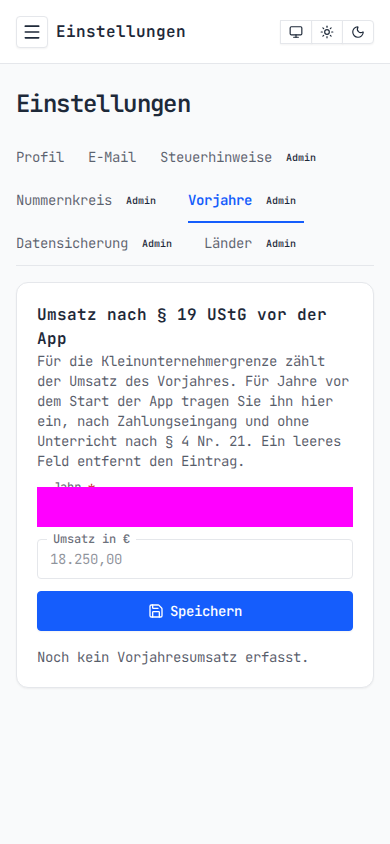 Einstellungen
Einstellungen
Profil E-Mail Steuerhinweise Admin
Nummernkreis Admin Vorjahre Admin
Datensicherung Admin Länder Admin
Umsatz nach § 19 UStG vor der
App
Für die Kleinunternehmergrenze zählt
der Umsatz des Vorjahres. Für Jahre vor
dem Start der App tragen Sie ihn hier
ein, nach Zahlungseingang und ohne
Unterricht nach § 4 Nr. 21. Ein leeres
Feld entfernt den Eintrag.
Umsatz in €
18.250,00
Speichern
Noch kein Vorjahresumsatz erfasst.